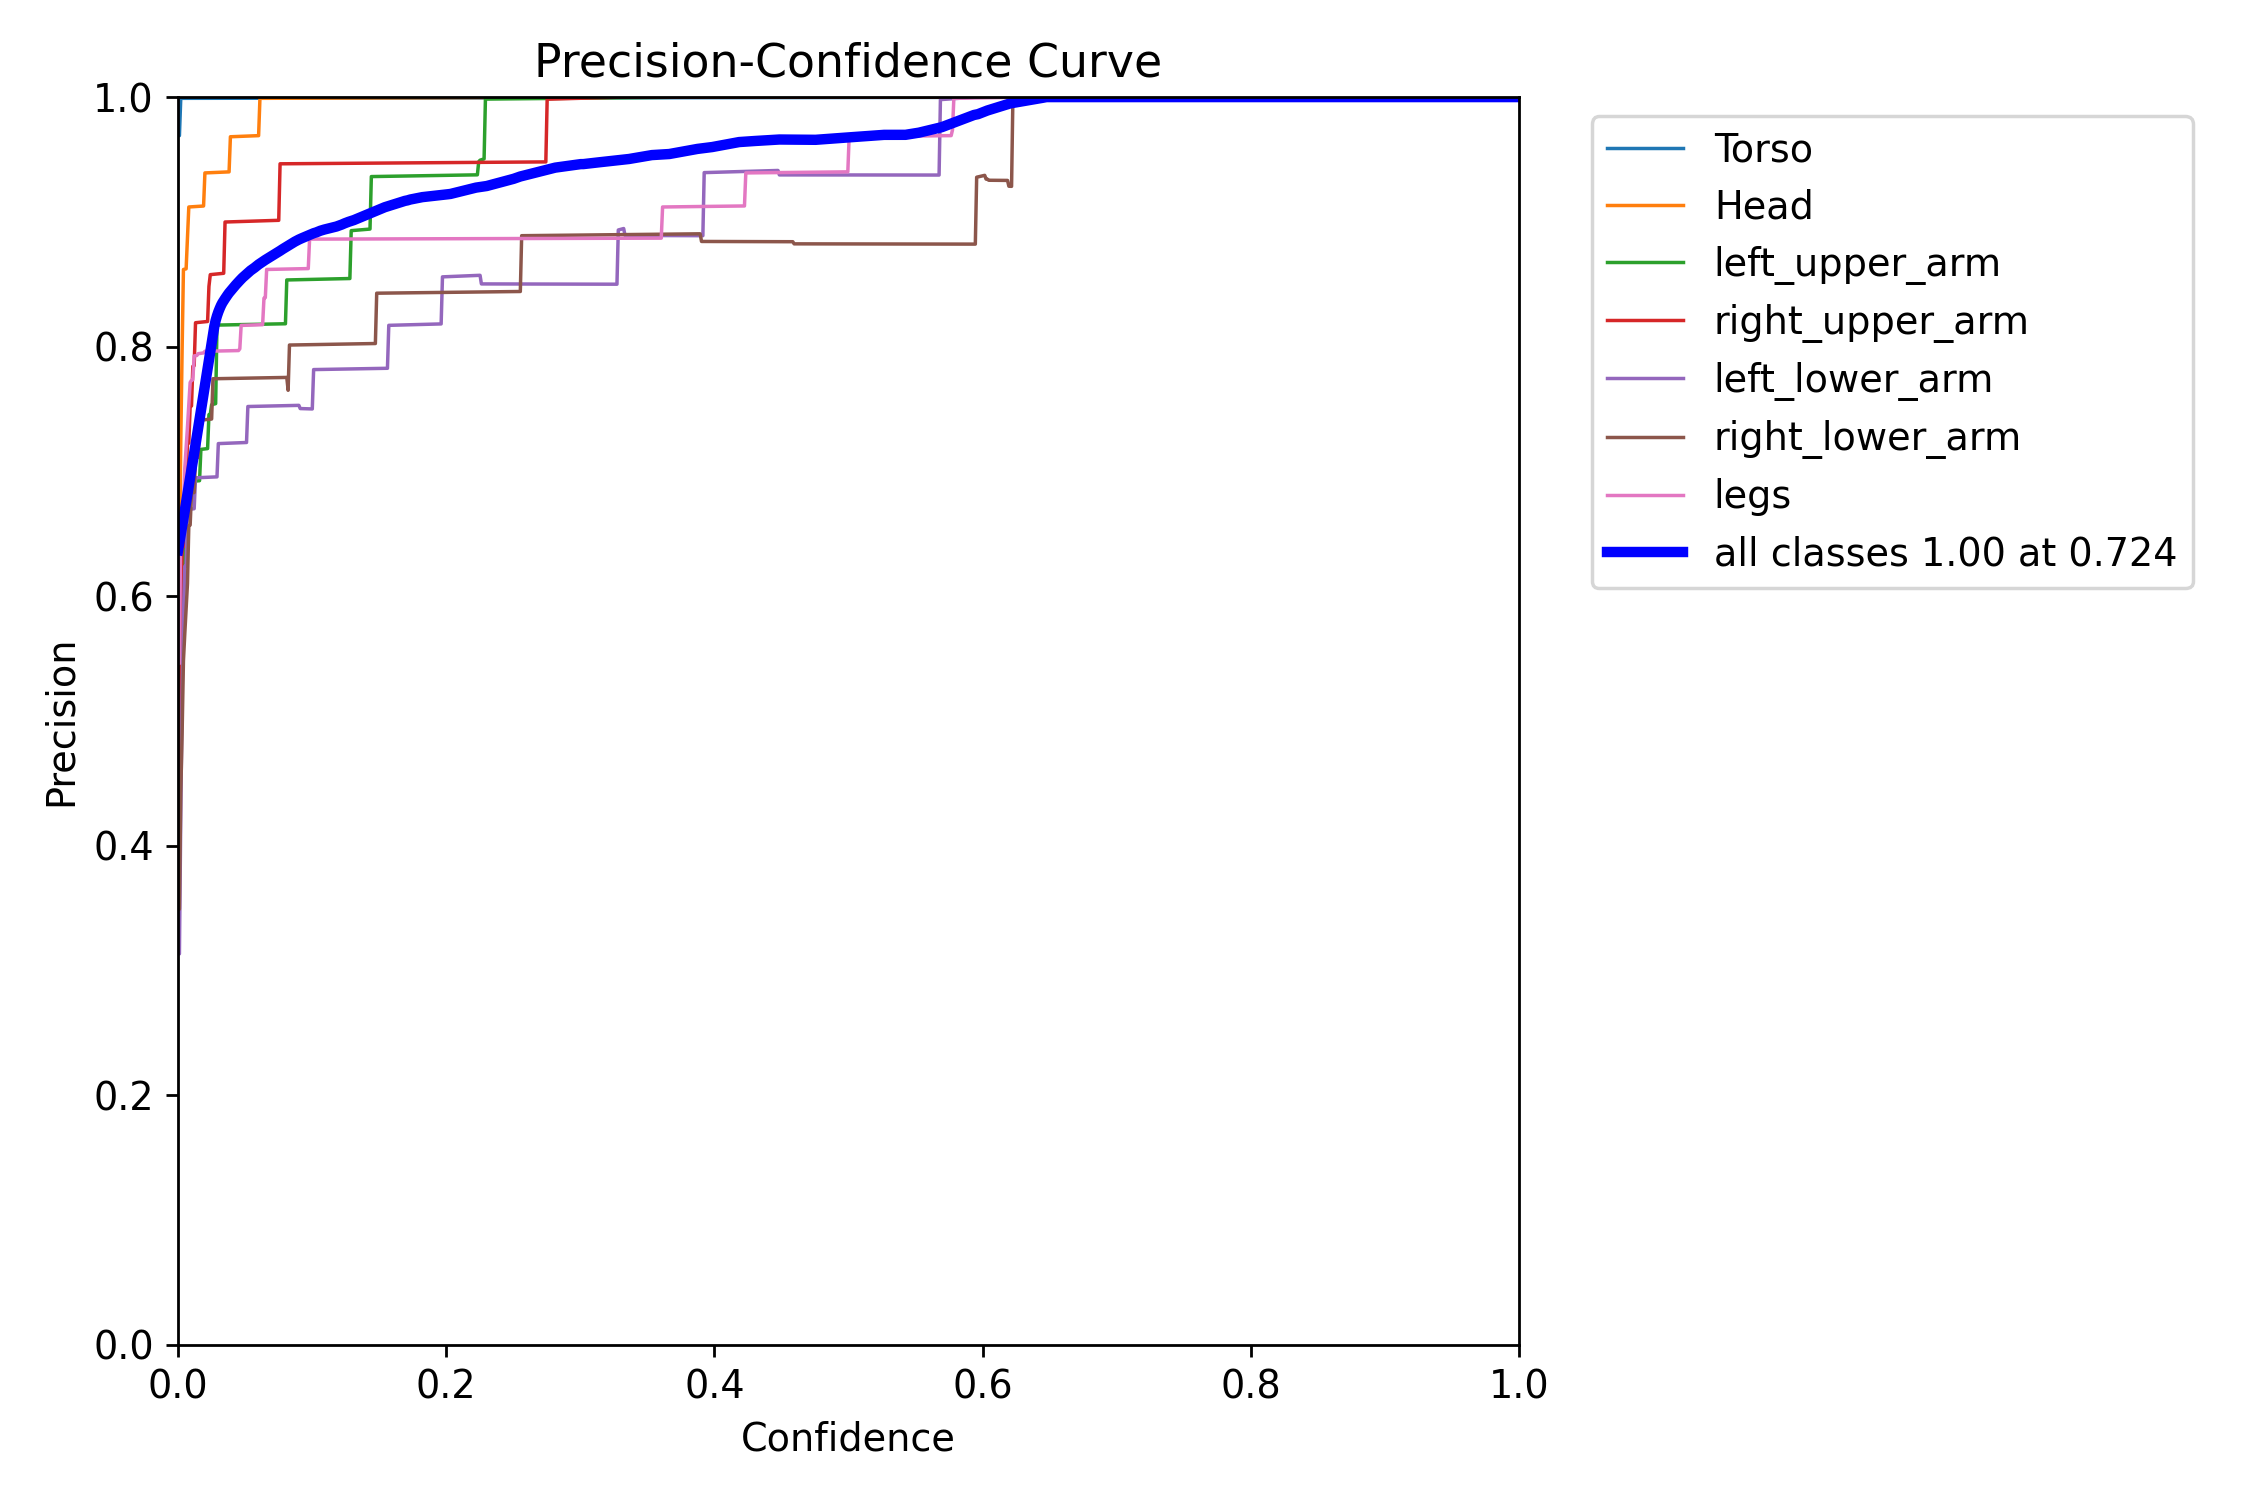 Precision-Confidence Curve
1.0
0.8
0.6
0.4
0.2
0.0
Precision
0.0 0.2 0.4 0.6 0.8 1.0
Confidence
Torso
Head
left_upper_arm
right_upper_arm
left_lower_arm
right_lower_arm
legs
all classes 1.00 at 0.724